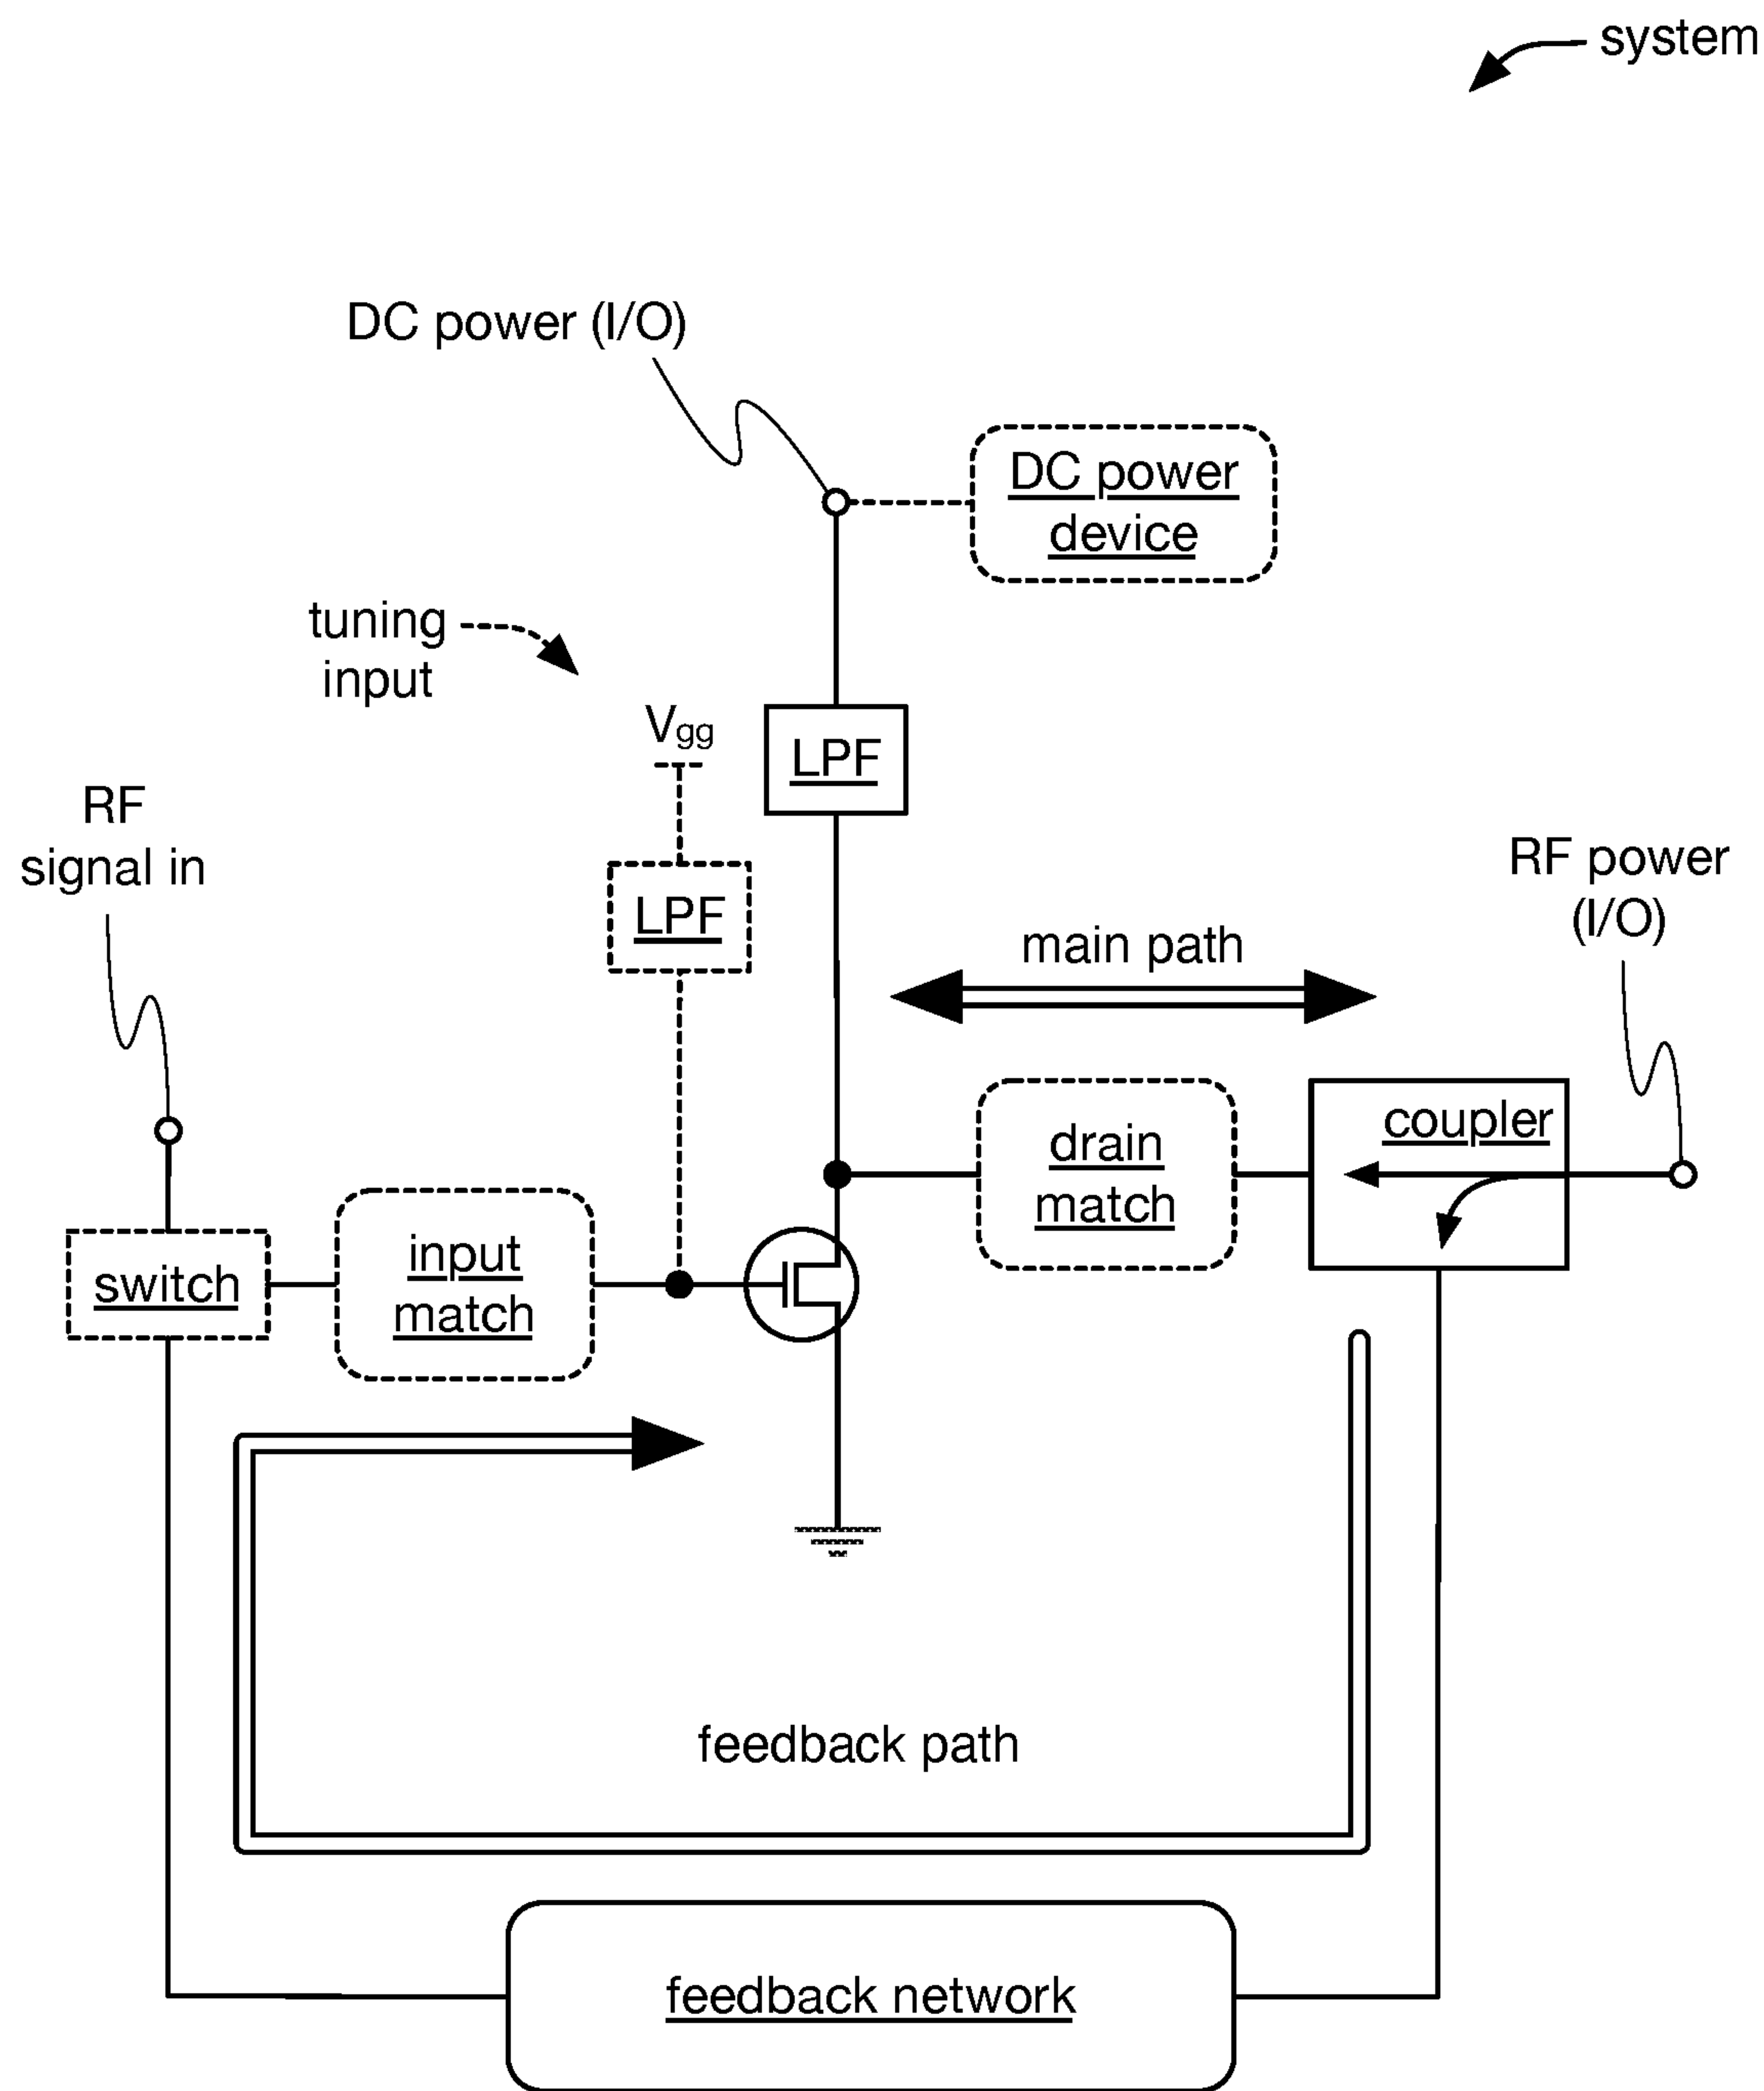 system
DC power (I/O)
DC power
device
tuning
input
Vgg
LPF
RF
signal in
LPF
RF power
(I/O)
main path
coupler
drain
match
switch
input
match
feedback path
feedback network